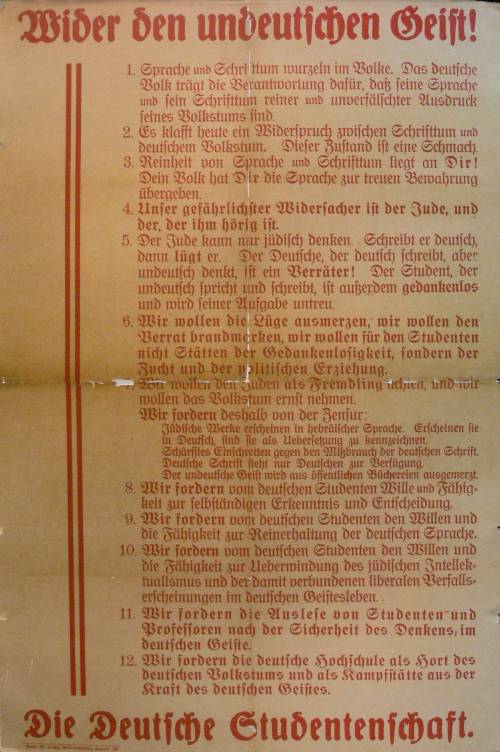 Wider den undeutschen Geist!
1. Sprache und Schrifttum wurzeln im Volke. Das deutsche
Volk trägt die Verantwortung dafür, daß seine Sprache
und sein Schrifttum reiner und unverfälschter Ausdruck
seines Volkstums sind.
2. Es klafft heute ein Widerspruch zwischen Schrifttum und
deutschem Volkstum. Dieser Zustand ist eine Schmach.
3. Reinheit von Sprache und Schrifttum liegt an Dir!
Dein Volk hat Dir die Sprache zur treuen Bewahrung
übergeben.
4. Unser gefährlichster Widersacher ist der Jude, und
der, der ihm hörig ist.
5. Der Jude kann nur jüdisch denken. Schreibt er deutsch,
dann lügt er. Der Deutsche, der deutsch schreibt, aber
undeutsch denkt, ist ein Verräter! Der Student, der
undeutsch spricht und schreibt, ist außerdem gedankenlos
und wird seiner Aufgabe untreu.
6. Wir wollen die Lüge ausmerzen, wir wollen den
Verrat brandmarken, wir wollen für den Studenten
nicht Stätten der Gedankenlosigkeit, sondern der
Zucht und der politischen Erziehung.
7. Wir wollen den Juden als Fremdling achten, und wir
wollen das Volkstum ernst nehmen.
Wir fordern deshalb von der Zensur:
Jüdische Werke erscheinen in hebräischer Sprache. Erscheinen sie
in Deutsch, sind sie als Uebersetzung zu kennzeichnen.
Schärfstes Einschreiten gegen den Mißbrauch der deutschen Schrift.
Deutsche Schrift steht nur Deutschen zur Verfügung.
Der undeutsche Geist wird aus öffentlichen Büchereien ausgemerzt.
8. Wir fordern vom deutschen Studenten Wille und Fähig-
keit zur selbständigen Erkenntnis und Entscheidung.
9. Wir fordern vom deutschen Studenten den Willen und
die Fähigkeit zur Reinerhaltung der deutschen Sprache.
10. Wir fordern vom deutschen Studenten den Willen und
die Fähigkeit zur Ueberwindung des jüdischen Intellek-
tualismus und der damit verbundenen liberalen Verfalls-
erscheinungen im deutschen Geistesleben.
11. Wir fordern die Auslese von Studenten und
Professoren nach der Sicherheit des Denkens im
deutschen Geiste.
12. Wir fordern die deutsche Hochschule als Hort des
deutschen Volkstums und als Kampfstätte aus der
Kraft des deutschen Geistes.
Die Deutsche Studentenschaft.